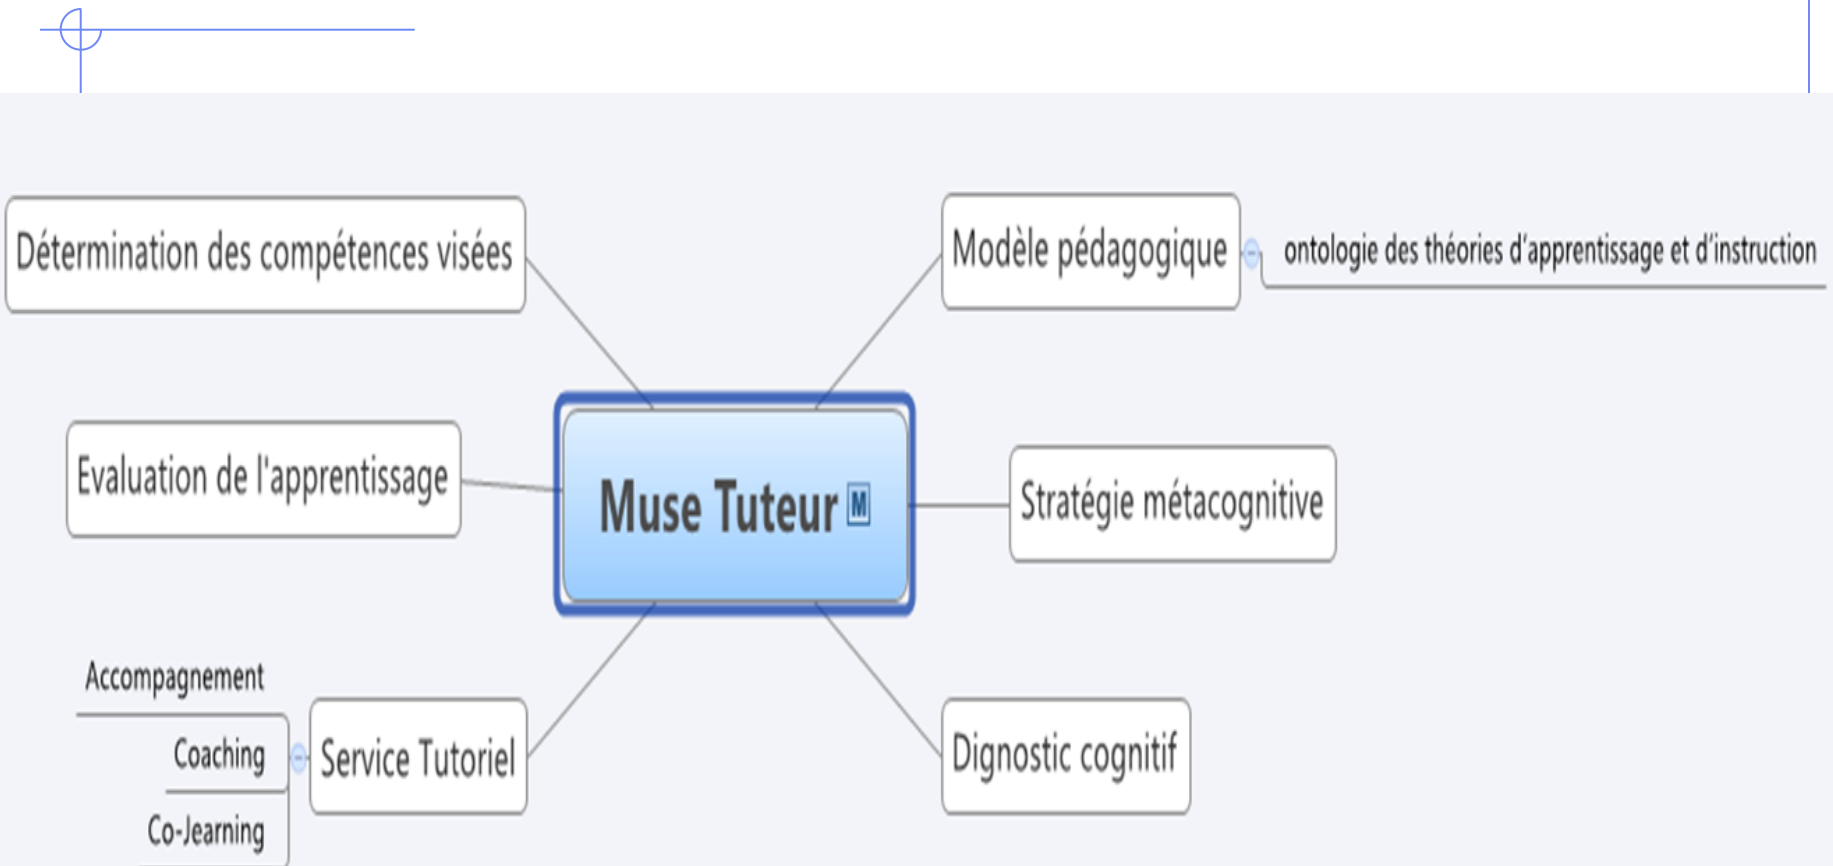 Détermination des compétences visées
Modèle pédagogique
ontologie des théories d'apprentissage et d'instruction
Evaluation de l'apprentissage
Muse Tuteur M
Stratégie métacognitive
Accompagnement
Coaching
Co-Jearning
Service Tutoriel
Dignostic cognitif